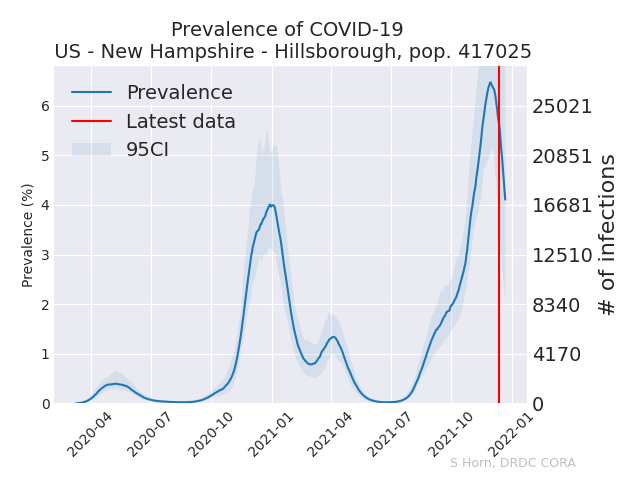 Prevalence of COVID-19
US - New Hampshire - Hillsborough, pop. 417025
Prevalence
Latest data
95CI
Prevalence (%)
6
5
4
3
2
1
0
25021
20851
16681
12510
8340
4170
0
# of infections
2020-04
2020-07
2020-10
2021-01
2021-04
2021-07
2021-10
2022-01
S Horn, DRDC CORA